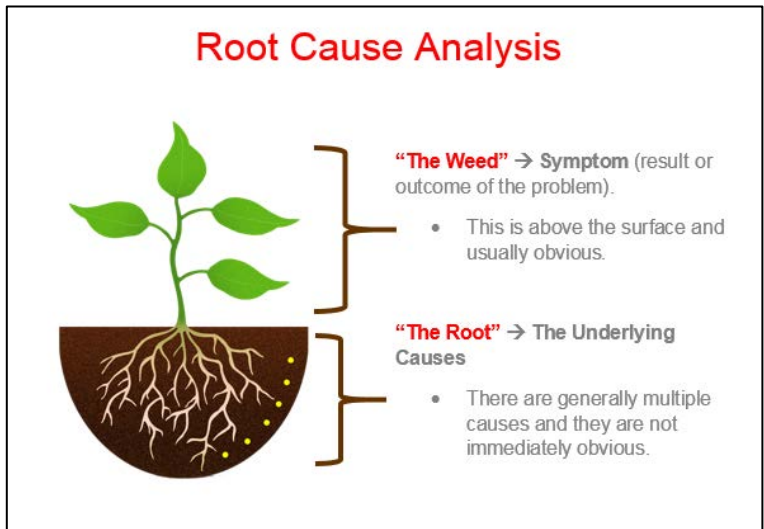 Root Cause Analysis
“The Weed” → Symptom (result or
outcome of the problem).
• This is above the surface and
usually obvious.
“The Root” → The Underlying
Causes
• There are generally multiple
causes and they are not
immediately obvious.